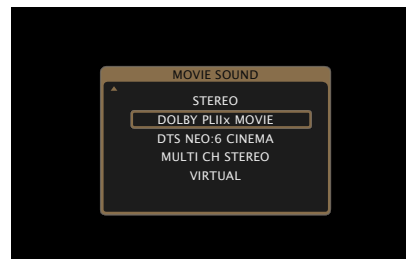 MOVIE SOUND
STEREO
DOLBY PLIIx MOVIE
DTS NEO:6 CINEMA
MULTI CH STEREO
VIRTUAL